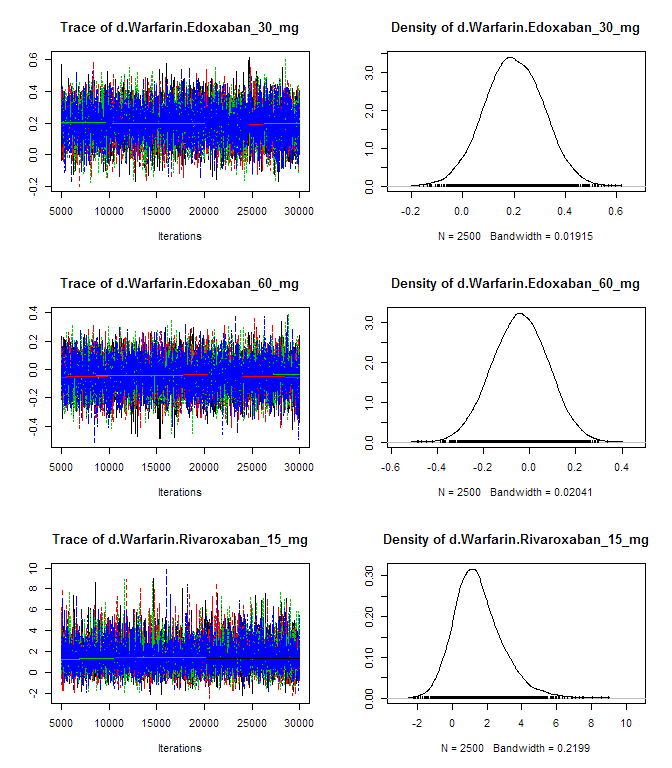 Trace of d.Warfarin.Edoxaban_30_mg
0.6
0.4
0.2
0.0
-0.2
5000 10000 15000 20000 25000 30000
Iterations
Density of d.Warfarin.Edoxaban_30_mg
3.0
2.0
1.0
0.0
-0.2 0.0 0.2 0.4 0.6
N = 2500 Bandwidth = 0.01915
Trace of d.Warfarin.Edoxaban_60_mg
0.4
0.2
0.0
-0.2
-0.4
5000 10000 15000 20000 25000 30000
Iterations
Density of d.Warfarin.Edoxaban_60_mg
3.0
2.0
1.0
0.0
-0.6 -0.4 -0.2 0.0 0.2 0.4
N = 2500 Bandwidth = 0.02041
Trace of d.Warfarin.Rivaroxaban_15_mg
10
8
6
4
2
0
-2
5000 10000 15000 20000 25000 30000
Iterations
Density of d.Warfarin.Rivaroxaban_15_mg
0.30
0.20
0.10
0.00
-2 0 2 4 6 8 10
N = 2500 Bandwidth = 0.2199